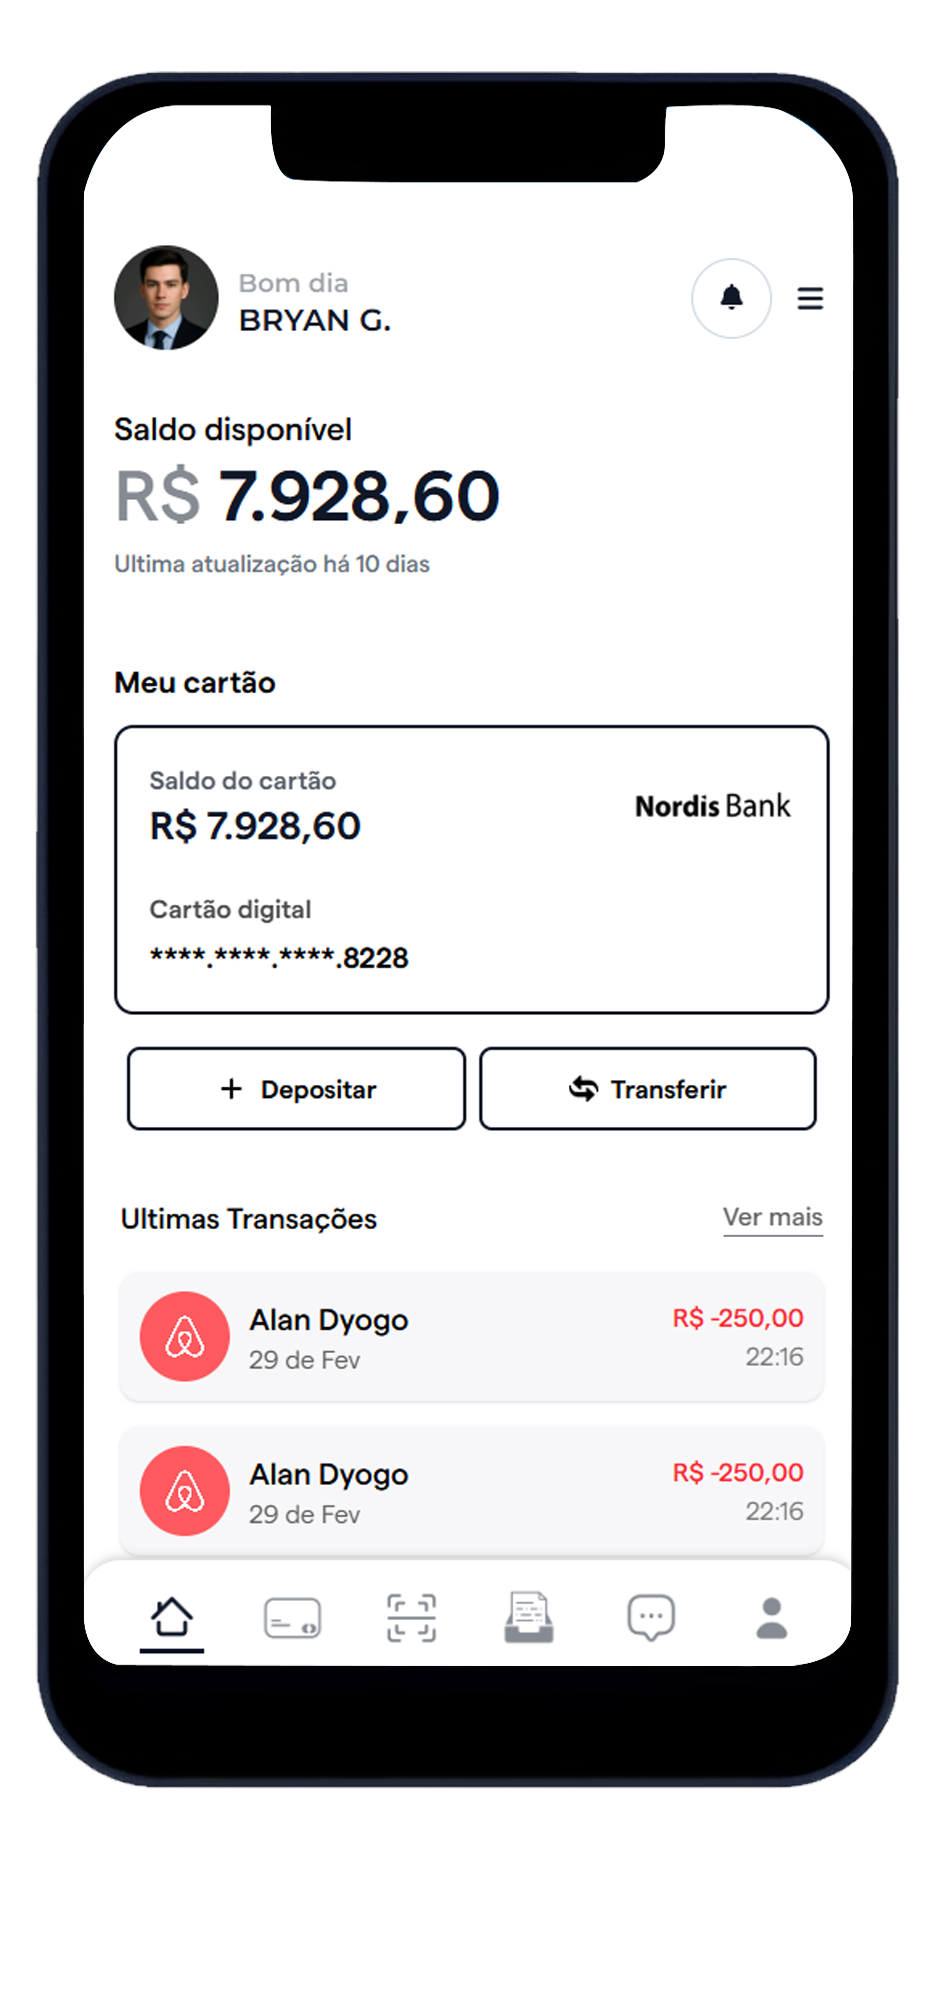 Bom dia
BRYAN G.
Saldo disponível
R$ 7.928,60
Ultima atualização há 10 dias
Meu cartão
Saldo do cartão
R$ 7.928,60
Nordis Bank
Cartão digital
****.****.****.8228
+ Depositar
Transferir
Ultimas Transações
Ver mais
Alan Dyogo
R$ -250,00
29 de Fev
22:16
Alan Dyogo
R$ -250,00
29 de Fev
22:16